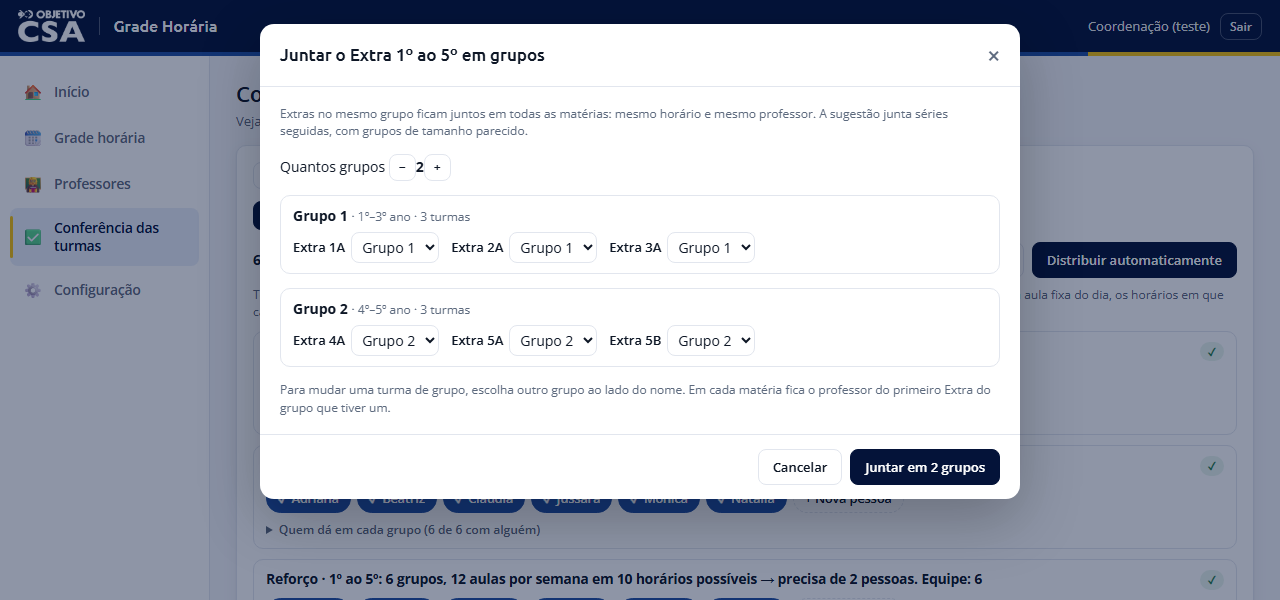 OBJETIVO
CSA
Grade Horária
Coordenação (teste)
Sair
Juntar o Extra 1º ao 5º em grupos
×
Início
Grade horária
Professores
Conferência das
turmas
Configuração
Co
Veja
Extras no mesmo grupo ficam juntos em todas as matérias: mesmo horário e mesmo professor. A sugestão junta séries
seguidas, com grupos de tamanho parecido.
Quantos grupos − 2 +
Grupo 1 · 1º–3º ano · 3 turmas
Extra 1A Grupo 1 Extra 2A Grupo 1 Extra 3A Grupo 1
Grupo 2 · 4º–5º ano · 3 turmas
Extra 4A Grupo 2 Extra 5A Grupo 2 Extra 5B Grupo 2
Para mudar uma turma de grupo, escolha outro grupo ao lado do nome. Em cada matéria fica o professor do primeiro Extra do
grupo que tiver um.
Cancelar
Juntar em 2 grupos
Distribuir automaticamente
aula fixa do dia, os horários em que
✓
✓
Adriana Beatriz Cláudia Jussara Mônica Natália + Nova pessoa
▸ Quem dá em cada grupo (6 de 6 com alguém)
Reforço · 1º ao 5º: 6 grupos, 12 aulas por semana em 10 horários possíveis → precisa de 2 pessoas. Equipe: 6
✓